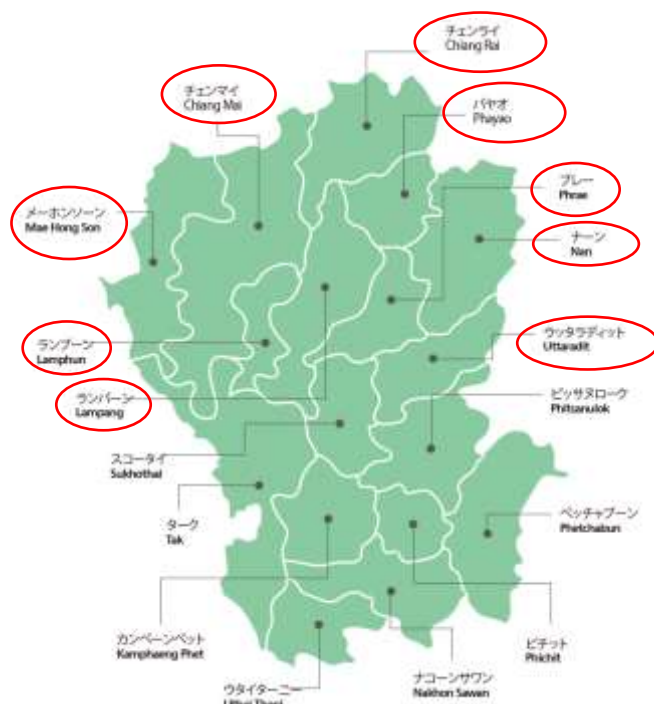 チェンライ
Chiang Rai
チェンマイ
Chiang Mai
パヤオ
Phayao
プレー
Phrae
メーホンソーン
Mae Hong Son
ナーン
Nan
ランプーン
Lamphun
ウッタラディット
Uttaradit
ランパーン
Lampang
ピッサヌローク
Phitsanulok
スコータイ
Sukhothai
ターク
Tak
ペッチャブーン
Phetchabun
カンペーンペット
Kamphaeng Phet
ピチット
Phichit
ナコーンサワン
Nakhon Sawan
ウタイターニー
Uthai Thani